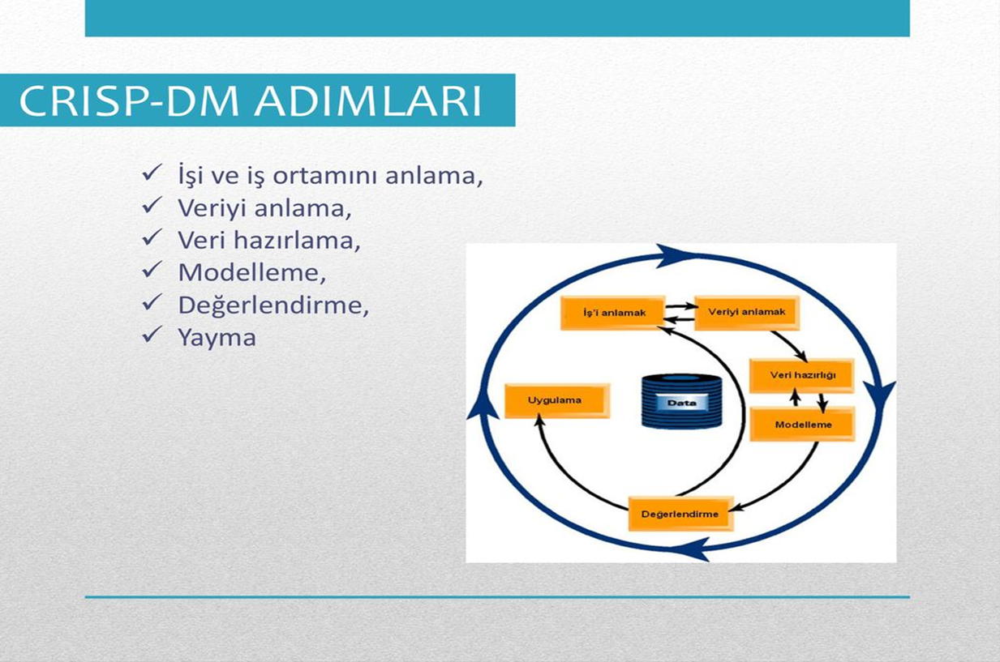 CRISP-DM ADIMLARI
İşi ve iş ortamını anlama,
Veriyi anlama,
Veri hazırlama,
Modelleme,
Değerlendirme,
Yayma
İş'i anlamak
Veriyi anlamak
Veri hazırlığı
Uygulama
Data
Modelleme
Değerlendirme